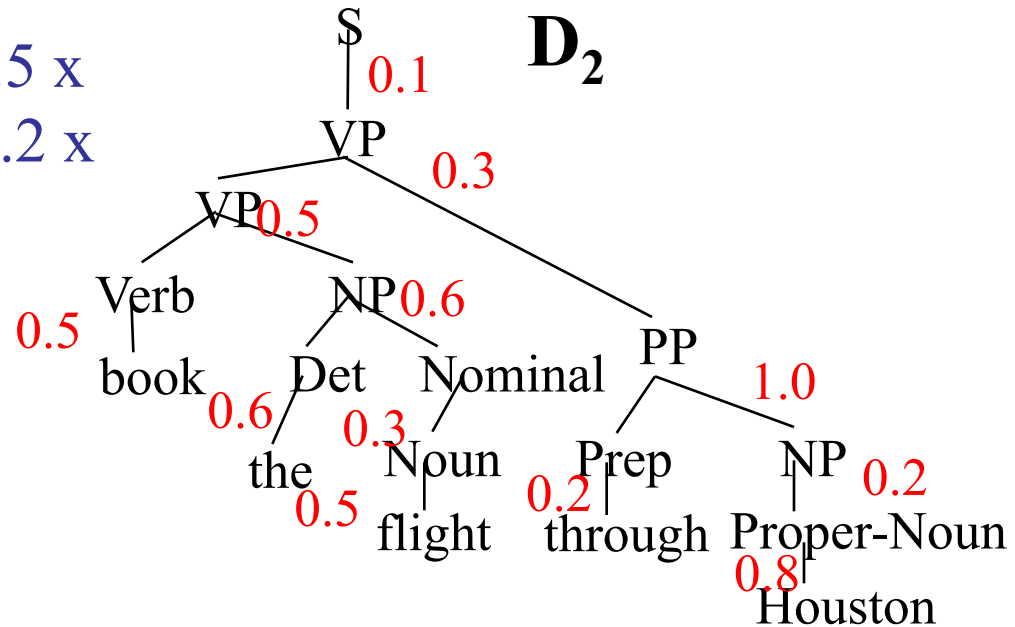 S D₂
.5 x 0.1
.2 x VP 0.3
VP 0.5
Verb NP 0.6
0.5 PP
book Det Nominal 1.0
0.6 0.3
the Noun Prep NP 0.2
0.5 0.2
flight through Proper-Noun
0.8
Houston